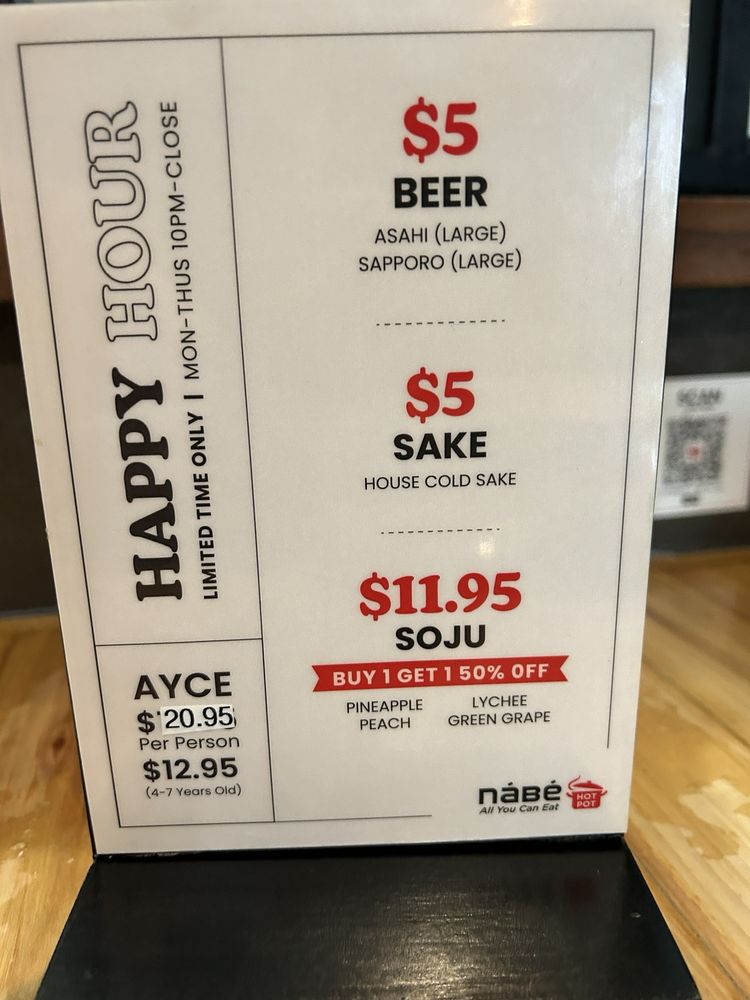 HAPPY HOUR
LIMITED TIME ONLY | MON-THUS 10PM-CLOSE
AYCE
$20.95
Per Person
$12.95
(4-7 Years Old)
$5
BEER
ASAHI (LARGE)
SAPPORO (LARGE)
$5
SAKE
HOUSE COLD SAKE
$11.95
SOJU
BUY 1 GET 1 50% OFF
PINEAPPLE
PEACH
LYCHEE
GREEN GRAPE
nábé
All You Can Eat
HOT
POT
SCAN